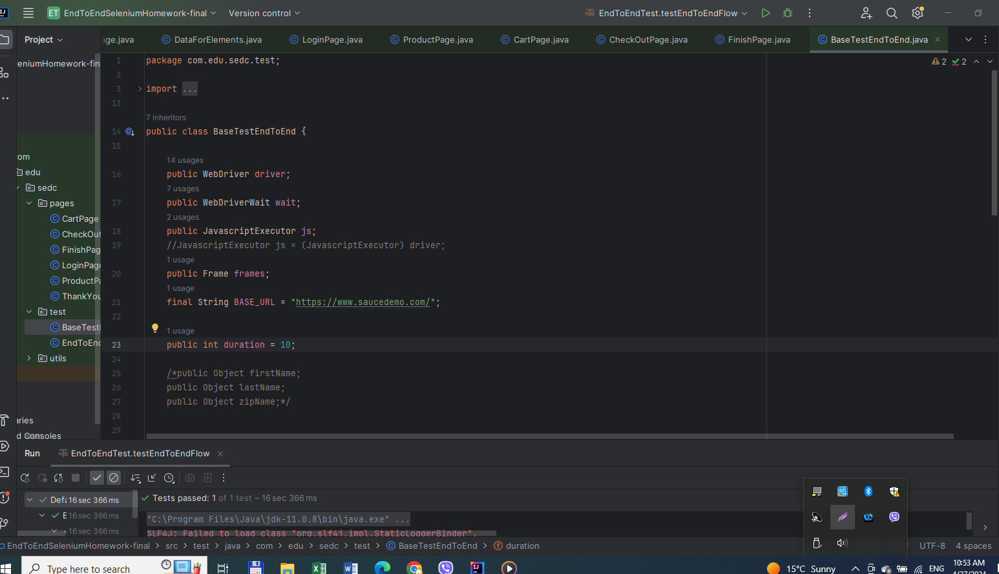 ET EndToEndSeleniumHomework-final Version control EndToEndTest.testEndToEndFlow
Project
age.java DataForElements.java LoginPage.java ProductPage.java CartPage.java CheckOutPage.java FinishPage.java BaseTestEndToEnd.java
eleniumHomework-fin
com
edu
sedc
pages
CartPage
CheckOut
FinishPag
LoginPage
ProductPa
ThankYou
test
BaseTest
EndToEnd
utils
aries
d Consoles
2 2
1 package com.edu.sedc.test;
2
3 import ...
13
7 inheritors
14 public class BaseTestEndToEnd {
15
14 usages
16 public WebDriver driver;
7 usages
17 public WebDriverWait wait;
2 usages
18 public JavascriptExecutor js;
19 //JavascriptExecutor js = (JavascriptExecutor) driver;
1 usage
20 public Frame frames;
1 usage
21 final String BASE_URL = "https://www.saucedemo.com/";
22
1 usage
23 public int duration = 10;
24
25 /*public Object firstName;
26 public Object lastName;
27 public Object zipName;*/
28
29
Run EndToEndTest.testEndToEndFlow
Defa 16 sec 366 ms
E 16 sec 366 ms
16 sec 366 ms
Tests passed: 1 of 1 test – 16 sec 366 ms
"C:\Program Files\Java\jdk-11.0.8\bin\java.exe" ...
SLF4J: Failed to load class "org.slf4j.impl.StaticLoggerBinder".
EndToEndSeleniumHomework-final > src > test > java > com > edu > sedc > test > BaseTestEndToEnd > duration
UTF-8 4 spaces
Type here to search
15°C Sunny
ENG
10:53 AM
4/27/2024